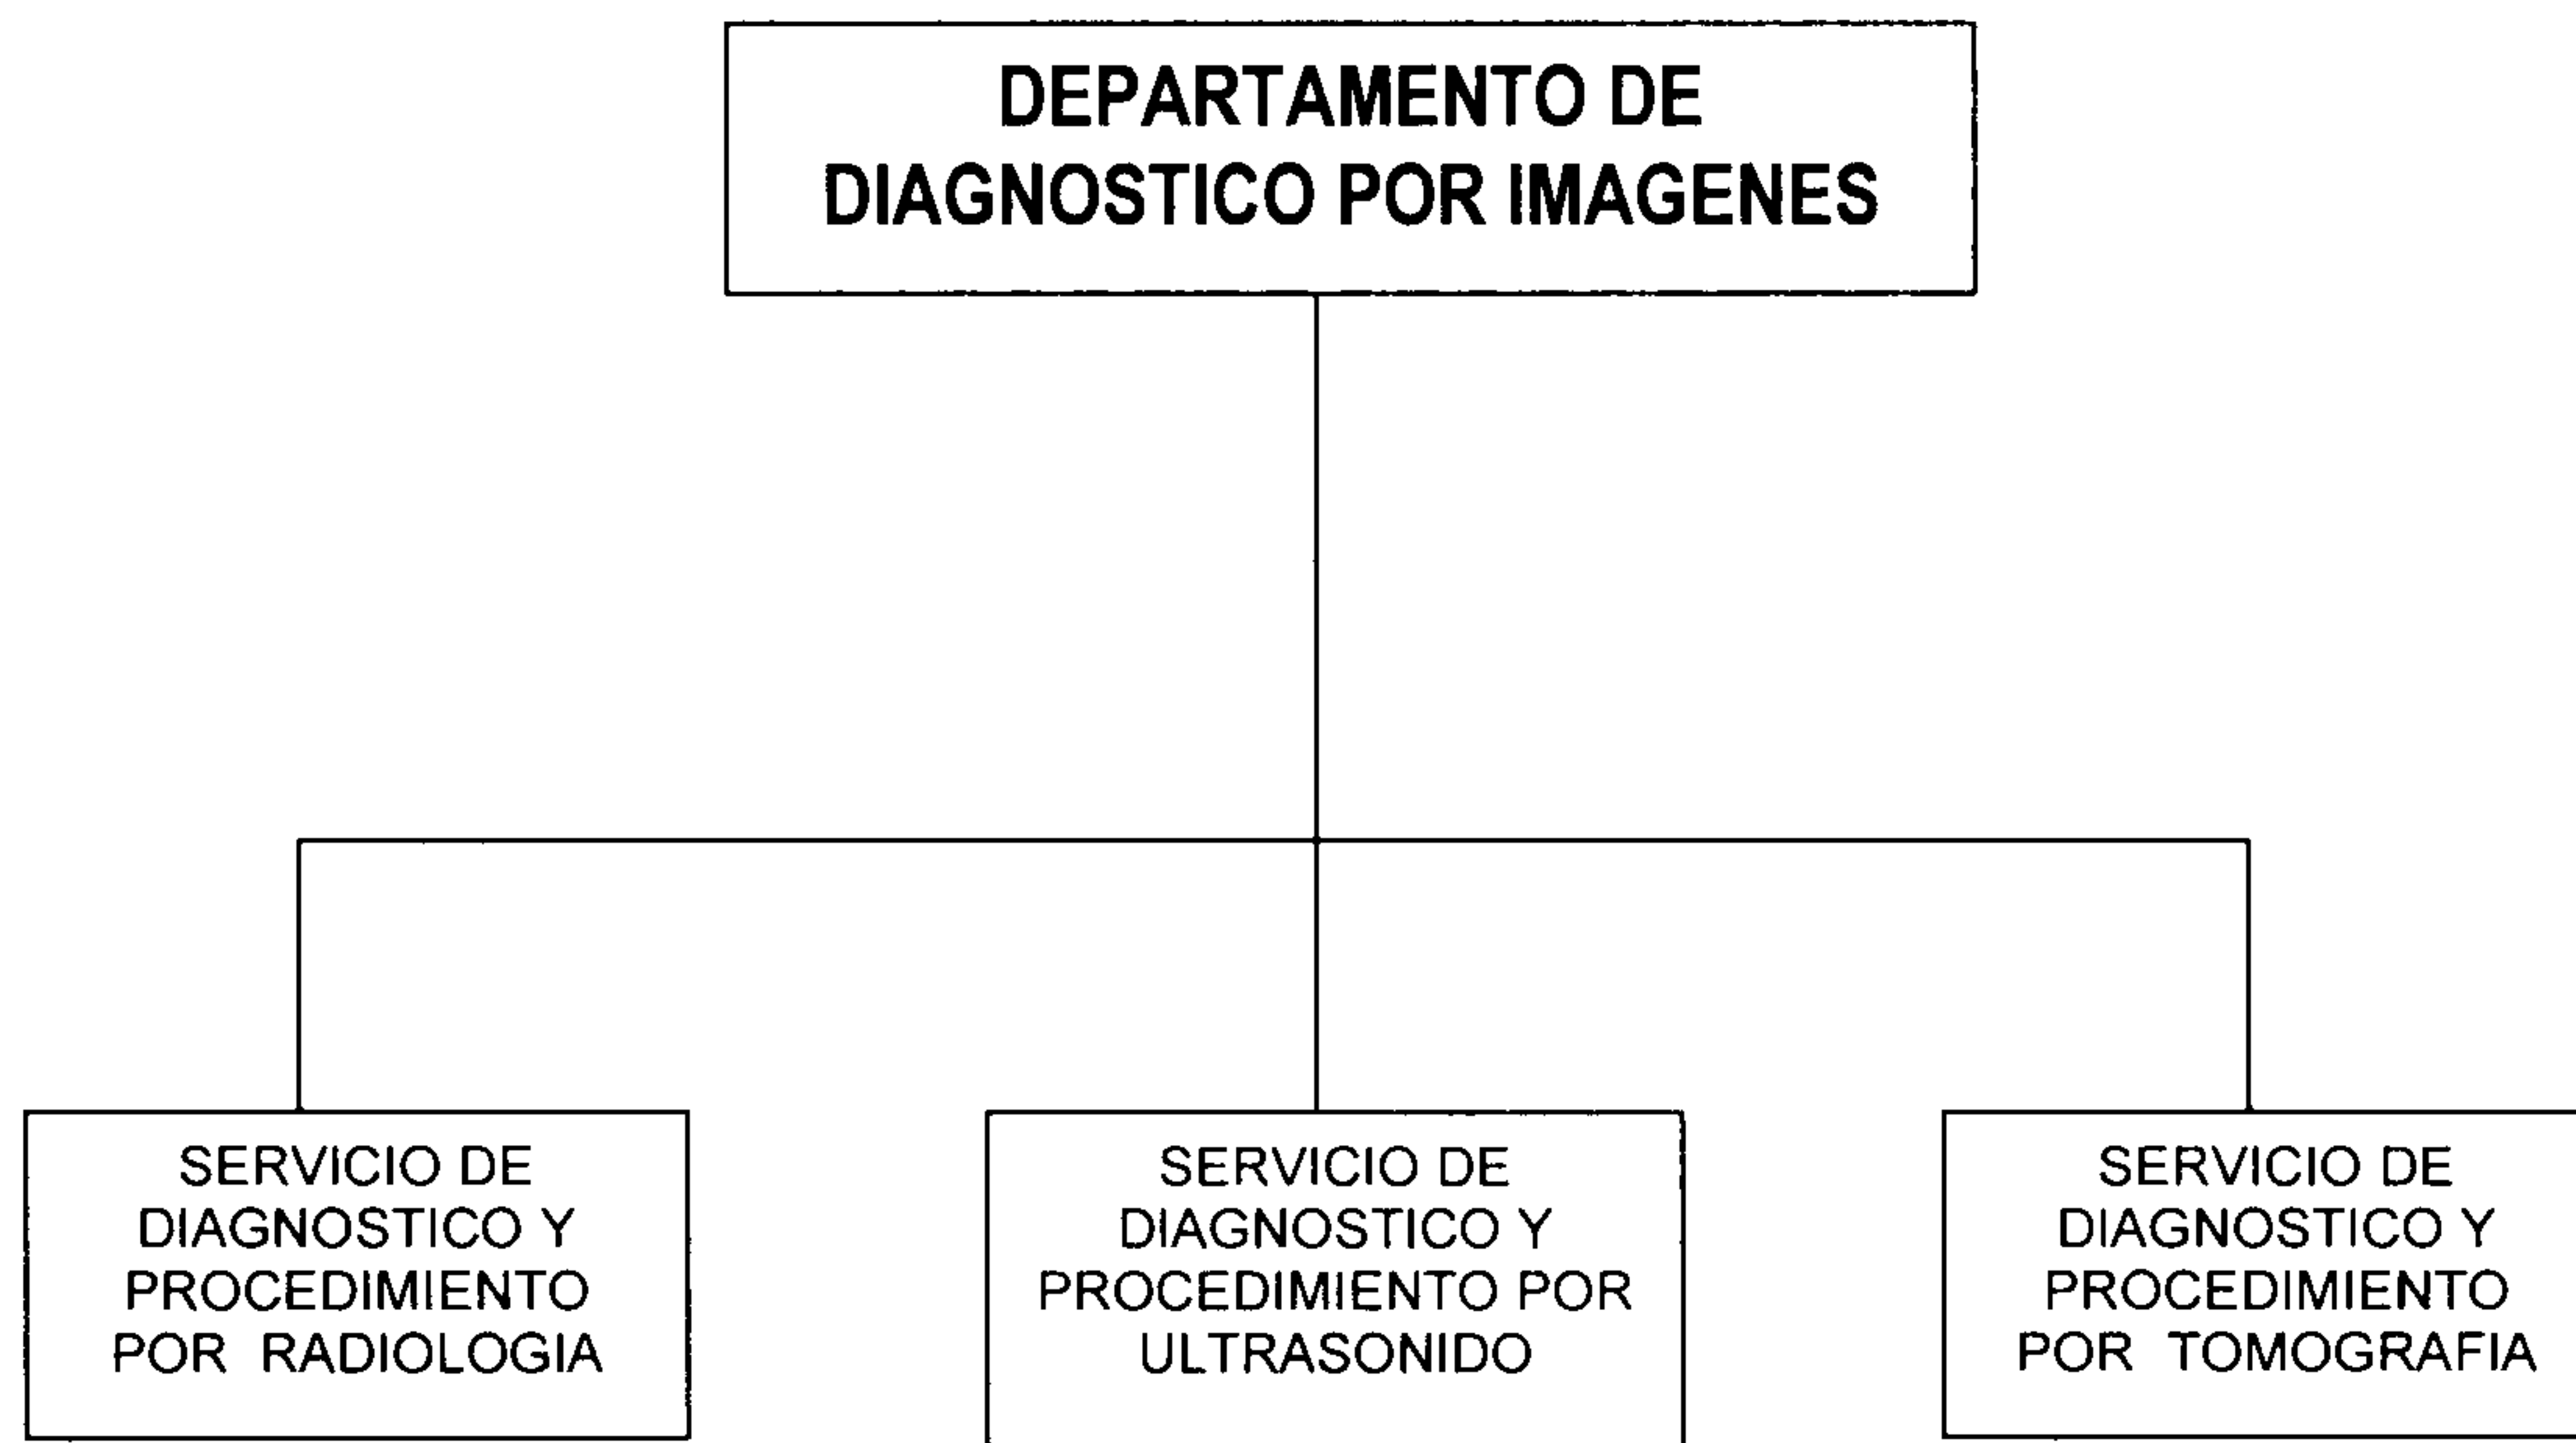 DEPARTAMENTO DE
DIAGNOSTICO POR IMAGENES
SERVICIO DE
DIAGNOSTICO Y
PROCEDIMIENTO
POR RADIOLOGIA
SERVICIO DE
DIAGNOSTICO Y
PROCEDIMIENTO POR
ULTRASONIDO
SERVICIO DE
DIAGNOSTICO Y
PROCEDIMIENTO
POR TOMOGRAFIA